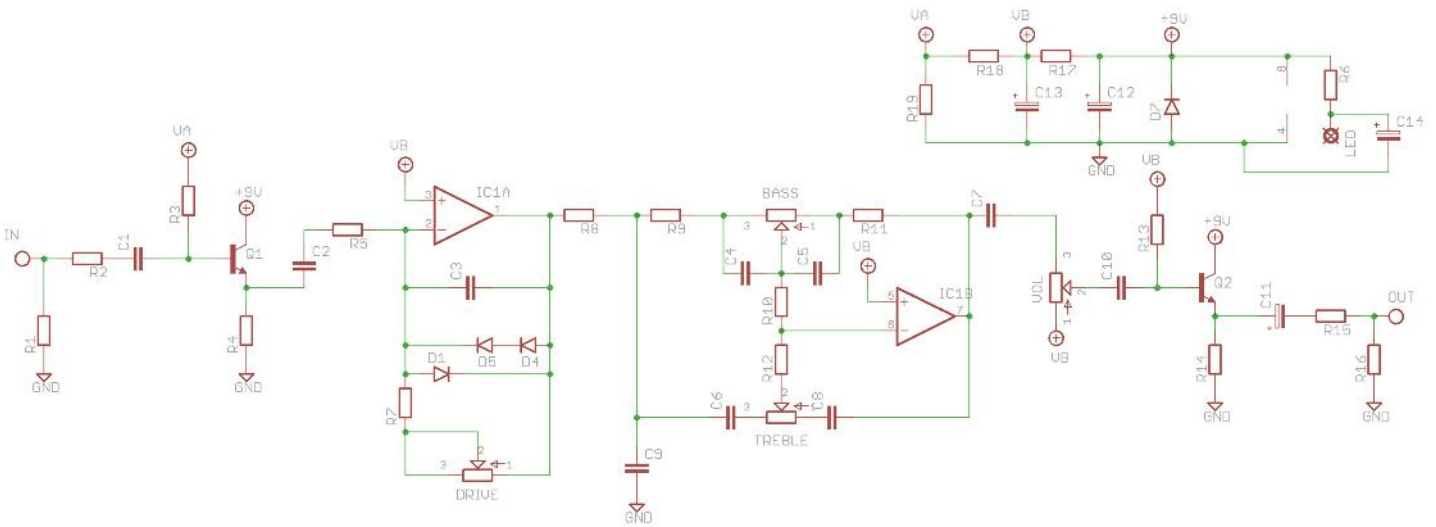 VA
VB
+9V
R18
R17
R19
C13
+
C12
+
D7
8
4
R6
LED
C14
+
GND
IN
R1
GND
R2
C1
VA
R3
+9V
Q1
R4
GND
C2
R5
VB
3
+
2
-
IC1A
1
C3
D5
D4
D1
R7
2
3
1
DRIVE
R8
R9
BASS
3
1
2
C4
C5
R11
R10
VB
5
+
6
-
IC1B
7
R12
2
C6
3
1
C8
TREBLE
C9
GND
C7
3
VOL
2
1
VB
C10
VB
R13
+9V
Q2
R14
GND
C11
+
R15
OUT
R16
GND